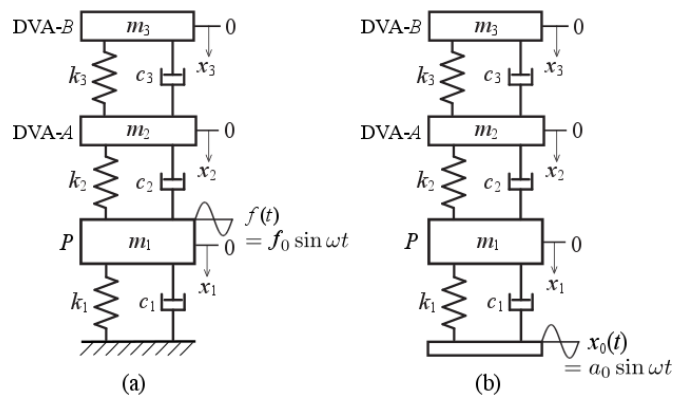 DVA-B m₃ 0
x₃
k₃ c₃
DVA-A m₂ 0
x₂
k₂ c₂
f(t)
= f₀ sin ωt
P m₁ 0
x₁
k₁ c₁
(a)
DVA-B m₃ 0
x₃
k₃ c₃
DVA-A m₂ 0
x₂
k₂ c₂
P m₁ 0
x₁
k₁ c₁
x₀(t)
= a₀ sin ωt
(b)